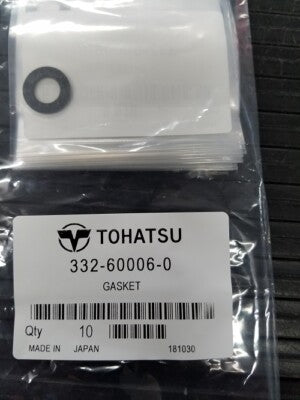 TOHATSU
332-60006-0
GASKET
Qty 10
MADE IN JAPAN 181030